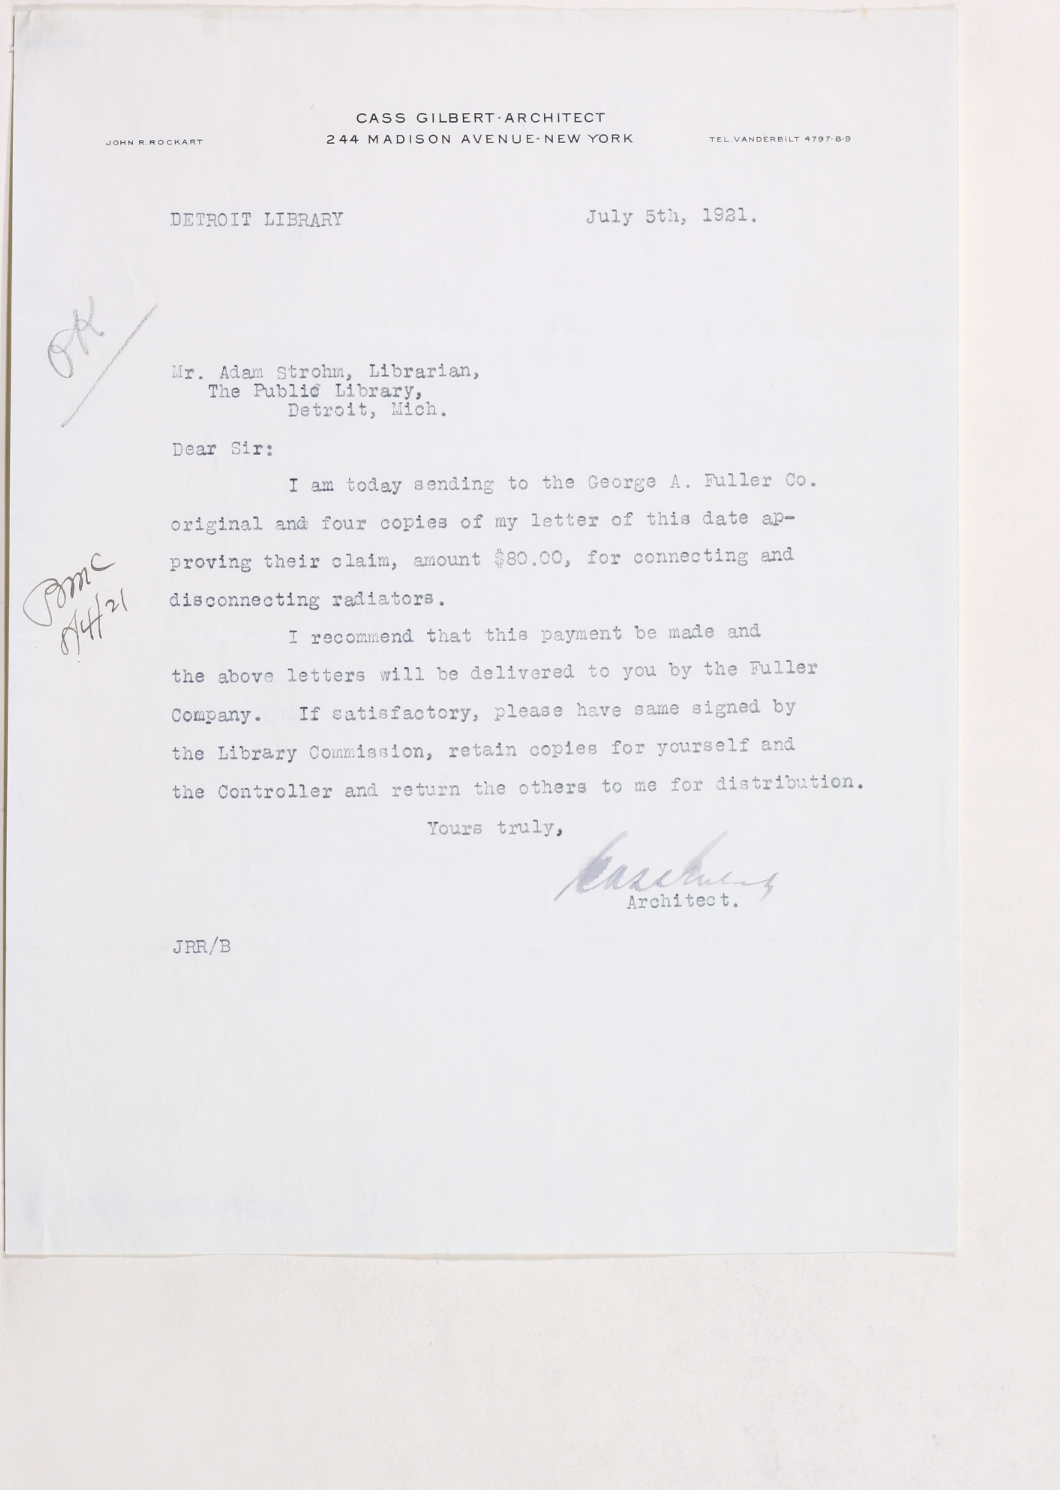 CASS GILBERT·ARCHITECT
244 MADISON AVENUE·NEW YORK
JOHN R. ROCKART
TEL. VANDERBILT 4797-8-9
DETROIT LIBRARY
July 5th, 1921.
OK
Mr. Adam Strohm, Librarian,
The Public Library,
Detroit, Mich.
Dear Sir:
I am today sending to the George A. Fuller Co.
original and four copies of my letter of this date ap-
proving their claim, amount $80.00, for connecting and
disconnecting radiators.
I recommend that this payment be made and
the above letters will be delivered to you by the Fuller
Company. If satisfactory, please have same signed by
the Library Commission, retain copies for yourself and
the Controller and return the others to me for distribution.
Yours truly,
Cass Gilbert
Architect.
JRR/B